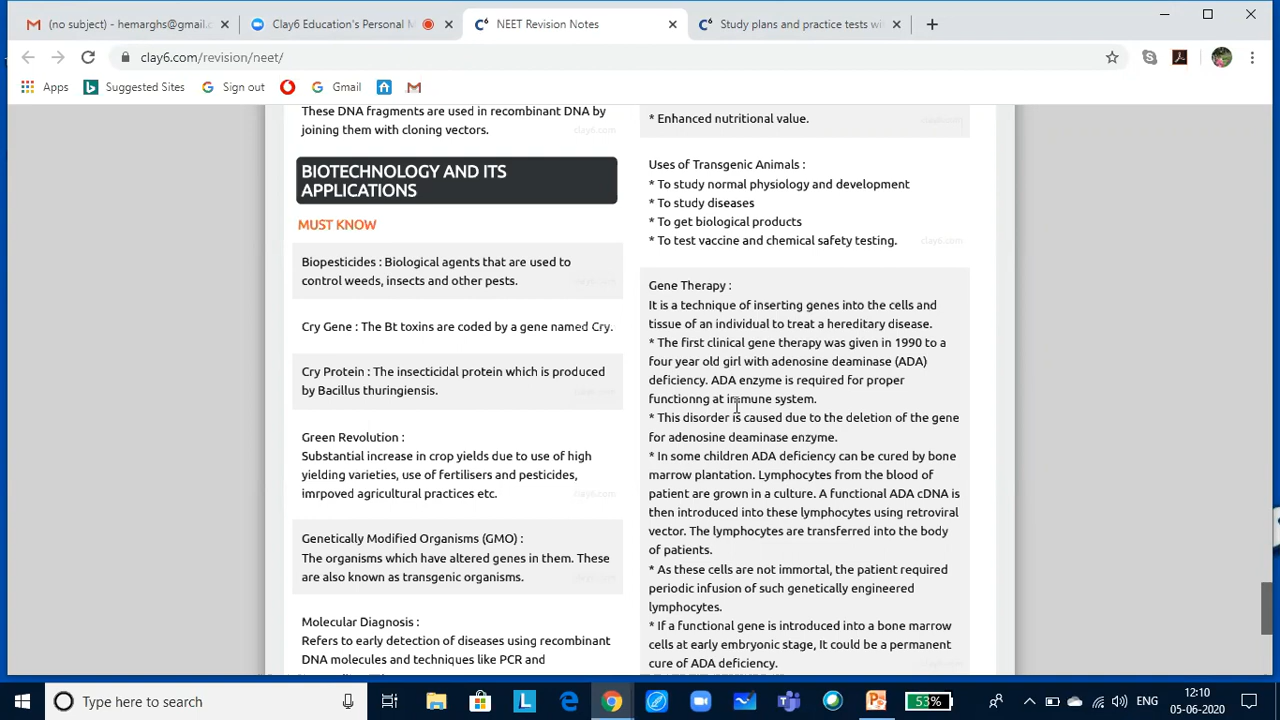 (no subject) - hemarghs@gmail.c
Clay6 Education's Personal M
NEET Revision Notes
Study plans and practice tests wi
clay6.com/revision/neet/
Apps
Suggested Sites
Sign out
Gmail
These DNA fragments are used in recombinant DNA by
joining them with cloning vectors.
clay6.com
BIOTECHNOLOGY AND ITS
APPLICATIONS
MUST KNOW
Biopesticides : Biological agents that are used to
control weeds, insects and other pests.
Cry Gene : The Bt toxins are coded by a gene named Cry.
Cry Protein : The insecticidal protein which is produced
by Bacillus thuringiensis.
Green Revolution :
Substantial increase in crop yields due to use of high
yielding varieties, use of fertilisers and pesticides,
imrpoved agricultural practices etc.
clay6.com
Genetically Modified Organisms (GMO) :
The organisms which have altered genes in them. These
are also known as transgenic organisms.
Molecular Diagnosis :
Refers to early detection of diseases using recombinant
DNA molecules and techniques like PCR and
* Enhanced nutritional value.
clay6.com
Uses of Transgenic Animals :
* To study normal physiology and development
* To study diseases
* To get biological products
* To test vaccine and chemical safety testing.
clay6.com
Gene Therapy :
It is a technique of inserting genes into the cells and
tissue of an individual to treat a hereditary disease.
* The first clinical gene therapy was given in 1990 to a
four year old girl with adenosine deaminase (ADA)
deficiency. ADA enzyme is required for proper
functionng at immune system.
* This disorder is caused due to the deletion of the gene
for adenosine deaminase enzyme.
* In some children ADA deficiency can be cured by bone
marrow plantation. Lymphocytes from the blood of
patient are grown in a culture. A functional ADA cDNA is
then introduced into these lymphocytes using retroviral
vector. The lymphocytes are transferred into the body
of patients.
* As these cells are not immortal, the patient required
periodic infusion of such genetically engineered
lymphocytes.
* If a functional gene is introduced into a bone marrow
cells at early embryonic stage, It could be a permanent
cure of ADA deficiency.
Type here to search
53%
ENG
12:10
05-06-2020